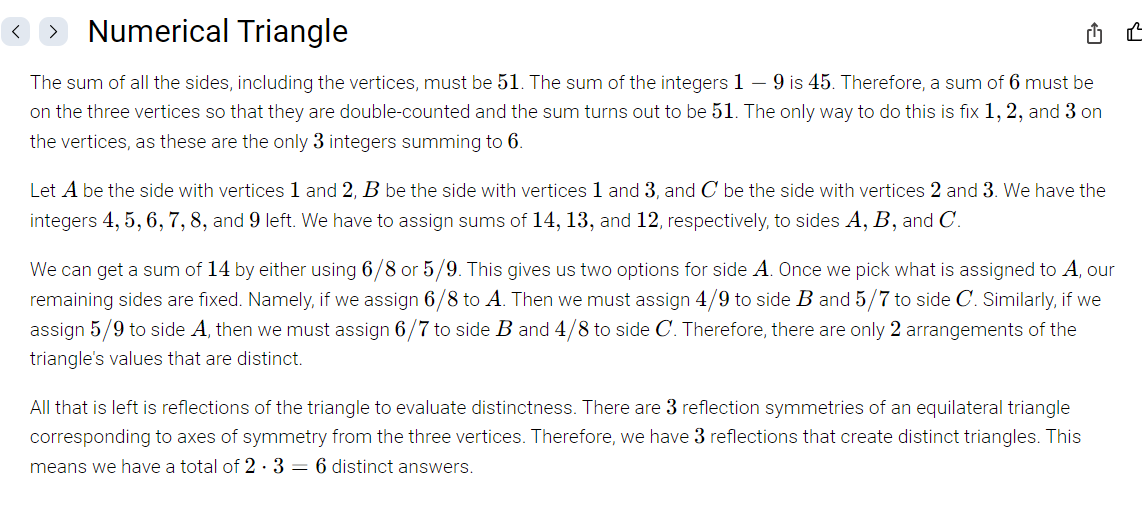 Numerical Triangle
The sum of all the sides, including the vertices, must be 51. The sum of the integers 1 – 9 is 45. Therefore, a sum of 6 must be
on the three vertices so that they are double-counted and the sum turns out to be 51. The only way to do this is fix 1, 2, and 3 on
the vertices, as these are the only 3 integers summing to 6.
Let A be the side with vertices 1 and 2, B be the side with vertices 1 and 3, and C be the side with vertices 2 and 3. We have the
integers 4, 5, 6, 7, 8, and 9 left. We have to assign sums of 14, 13, and 12, respectively, to sides A, B, and C.
We can get a sum of 14 by either using 6/8 or 5/9. This gives us two options for side A. Once we pick what is assigned to A, our
remaining sides are fixed. Namely, if we assign 6/8 to A. Then we must assign 4/9 to side B and 5/7 to side C. Similarly, if we
assign 5/9 to side A, then we must assign 6/7 to side B and 4/8 to side C. Therefore, there are only 2 arrangements of the
triangle's values that are distinct.
All that is left is reflections of the triangle to evaluate distinctness. There are 3 reflection symmetries of an equilateral triangle
corresponding to axes of symmetry from the three vertices. Therefore, we have 3 reflections that create distinct triangles. This
means we have a total of 2 · 3 = 6 distinct answers.